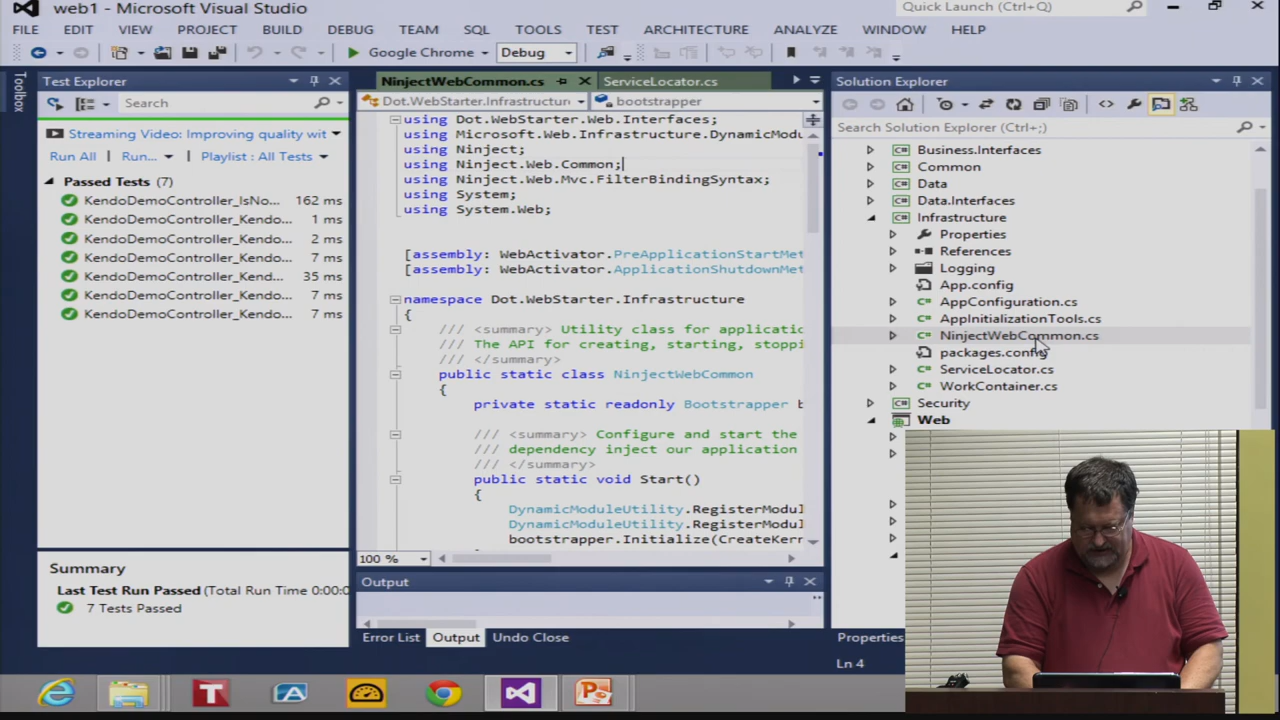 web1 - Microsoft Visual Studio
Quick Launch (Ctrl+Q)
FILE EDIT VIEW PROJECT BUILD DEBUG TEAM SQL TOOLS TEST ARCHITECTURE ANALYZE WINDOW HELP
Google Chrome Debug
Toolbox
Test Explorer
Search
Streaming Video: Improving quality wit
Run All Run... Playlist : All Tests
Passed Tests (7)
KendoDemoController_IsNo... 162 ms
KendoDemoController_Kendo... 1 ms
KendoDemoController_Kendo... 2 ms
KendoDemoController_Kendo... 7 ms
KendoDemoController_Kend... 35 ms
KendoDemoController_Kendo... 7 ms
KendoDemoController_Kendo... 7 ms
Summary
Last Test Run Passed (Total Run Time 0:00:0
7 Tests Passed
NinjectWebCommon.cs ServiceLocator.cs
Dot.WebStarter.Infrastructur bootstrapper
using Dot.WebStarter.Web.Interfaces;
using Microsoft.Web.Infrastructure.DynamicModu
using Ninject;
using Ninject.Web.Common;
using Ninject.Web.Mvc.FilterBindingSyntax;
using System;
using System.Web;
[assembly: WebActivator.PreApplicationStartMet
[assembly: WebActivator.ApplicationShutdownMet
namespace Dot.WebStarter.Infrastructure
{
/// <summary> Utility class for applicatio
/// The API for creating, starting, stoppi
/// </summary>
public static class NinjectWebCommon
{
private static readonly Bootstrapper b
/// <summary> Configure and start the
/// dependency inject our application
/// </summary>
public static void Start()
{
DynamicModuleUtility.RegisterModul
DynamicModuleUtility.RegisterModul
bootstrapper.Initialize(CreateKern
100 %
Output
Error List Output Undo Close
Solution Explorer
Search Solution Explorer (Ctrl+;)
Business.Interfaces
Common
Data
Data.Interfaces
Infrastructure
Properties
References
Logging
App.config
AppConfiguration.cs
AppInitializationTools.cs
NinjectWebCommon.cs
packages.config
ServiceLocator.cs
WorkContainer.cs
Security
Web
Properties
Ln 4